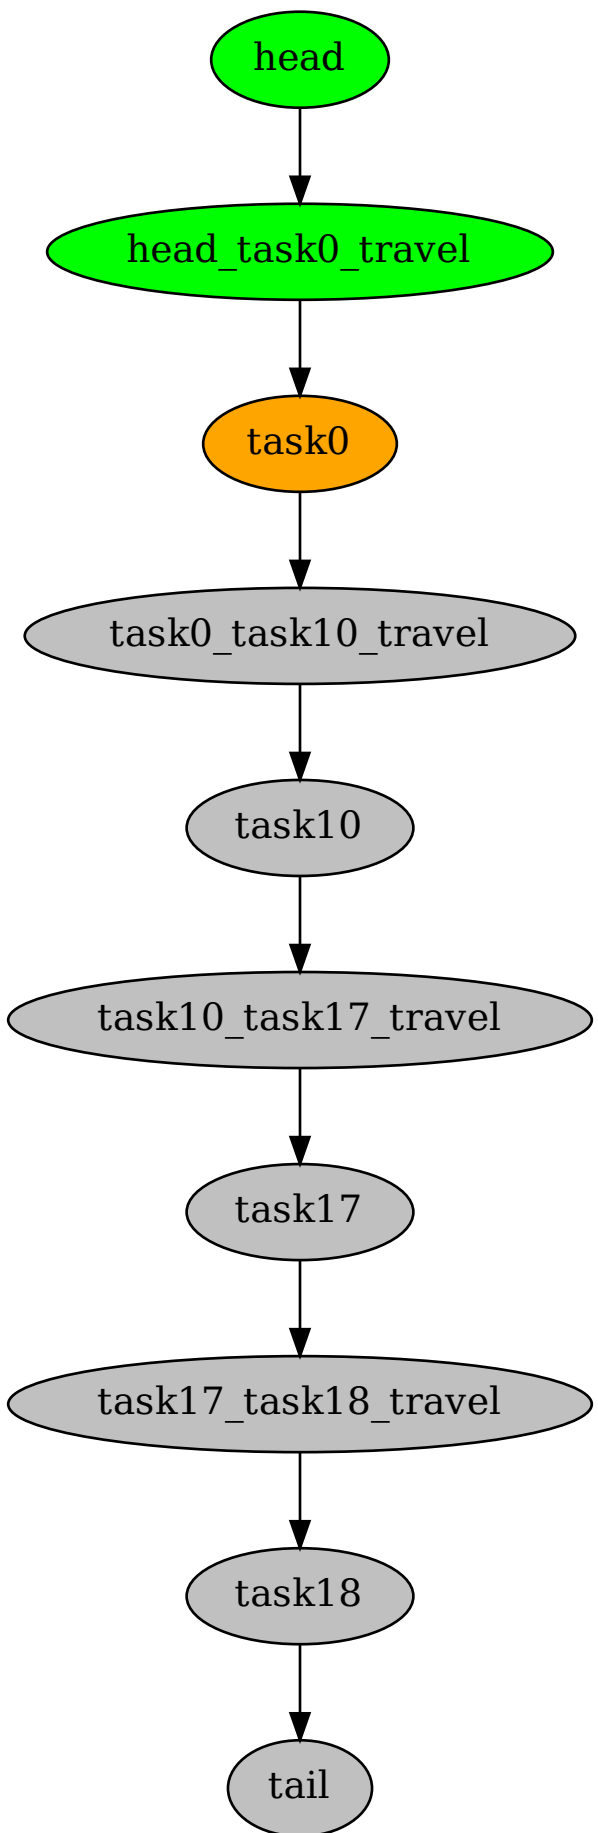 head
head_task0_travel
task0
task0_task10_travel
task10
task10_task17_travel
task17
task17_task18_travel
task18
tail